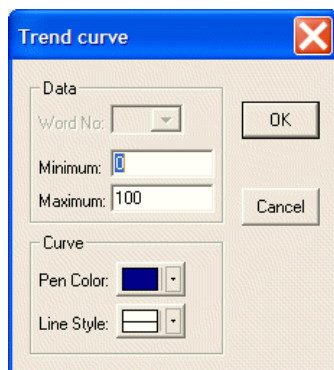 Trend curve
Data
Word No:
Minimum: 0
Maximum: 100
OK
Cancel
Curve
Pen Color:
Line Style: